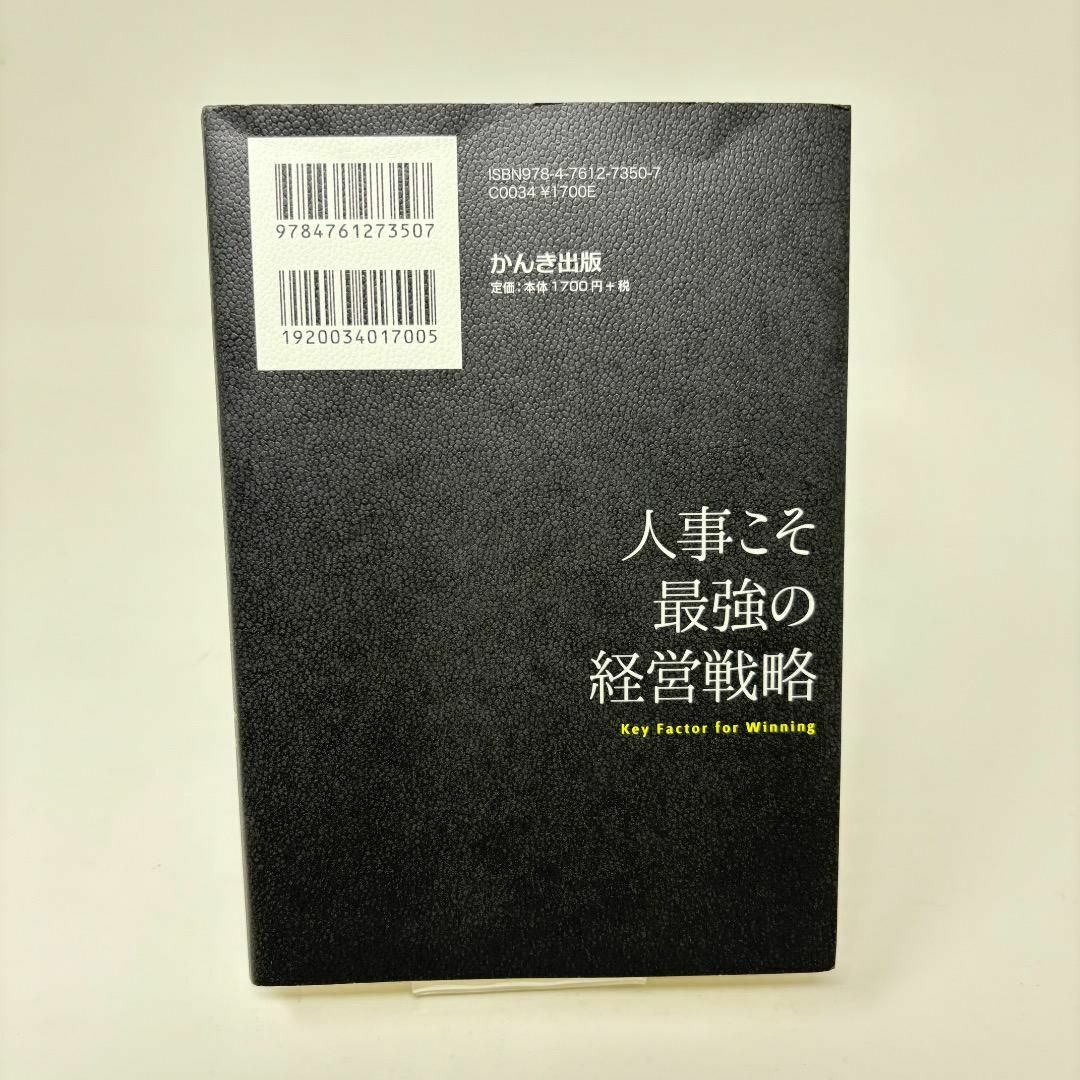 9784761273507
1920034017005
ISBN978-4-7612-7350-7
C0034 ¥1700E
かんき出版
定価：本体1700円＋税
人事こそ
最強の
経営戦略
Key Factor for Winning